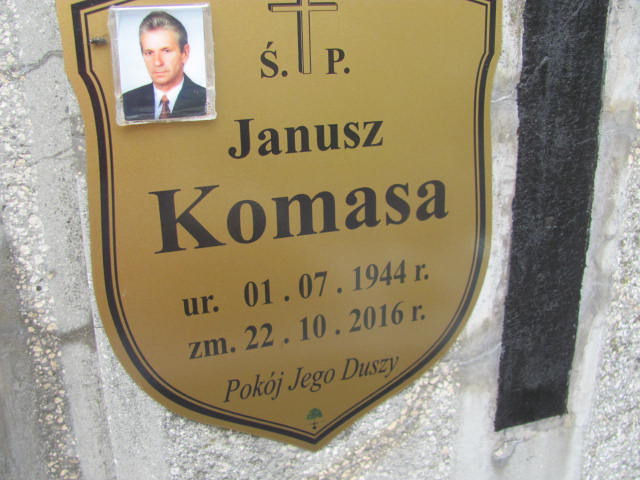 Ś. P.
Janusz
Komasa
ur. 01 . 07 . 1944 r.
zm. 22 . 10 . 2016 r.
Pokój Jego Duszy